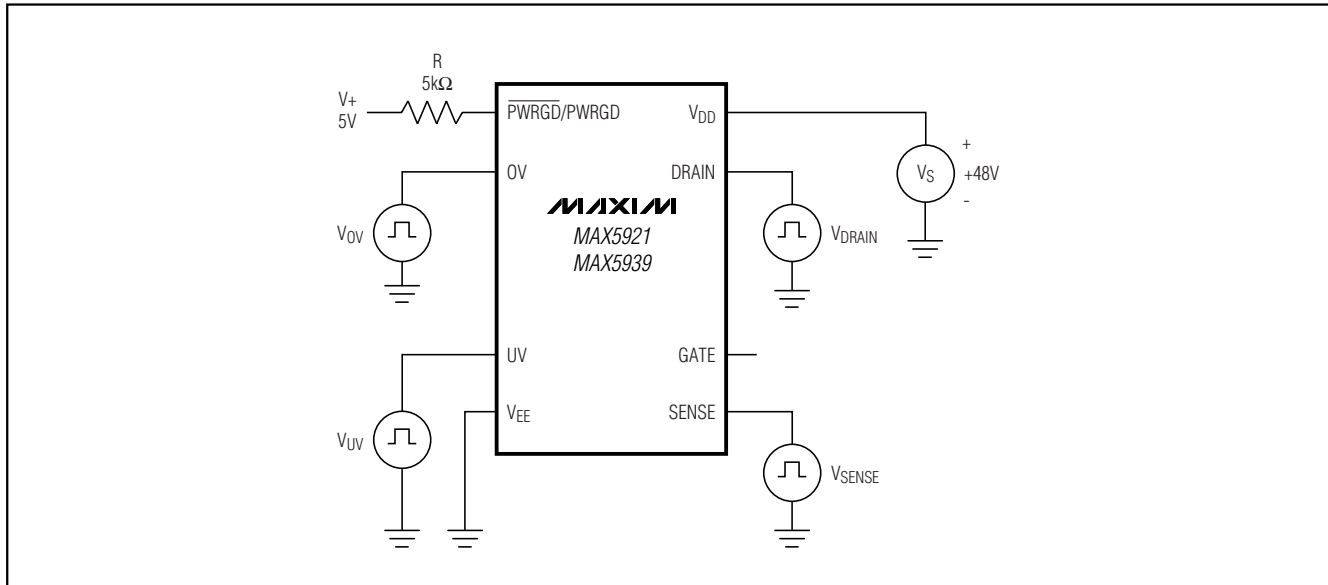 R
5kΩ
V+
5V
PWRGD/PWRGD
VDD
OV
DRAIN
VS
+
+48V
-
MAXIM
MAX5921
MAX5939
VOV
VDRAIN
UV
GATE
VEE
SENSE
VUV
VSENSE